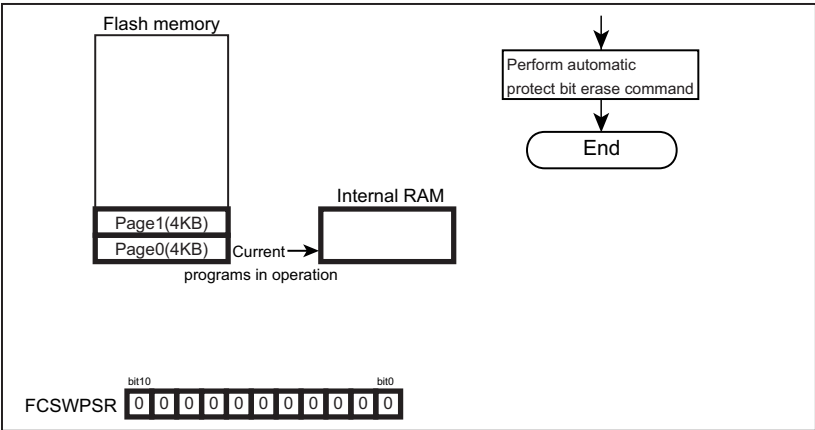 Flash memory
Perform automatic
protect bit erase command
End
Internal RAM
Page1(4KB)
Page0(4KB)
Current
programs in operation
bit10
bit0
FCSWPSR
0 0 0 0 0 0 0 0 0 0 0